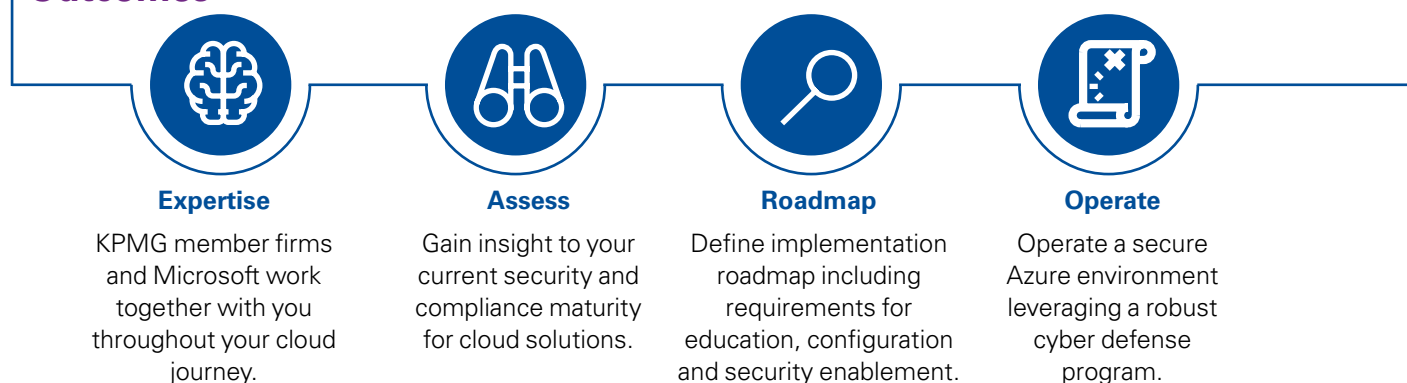 Outcomes
Expertise
KPMG member firms
and Microsoft work
together with you
throughout your cloud
journey.
Assess
Gain insight to your
current security and
compliance maturity
for cloud solutions.
Roadmap
Define implementation
roadmap including
requirements for
education, configuration
and security enablement.
Operate
Operate a secure
Azure environment
leveraging a robust
cyber defense
program.